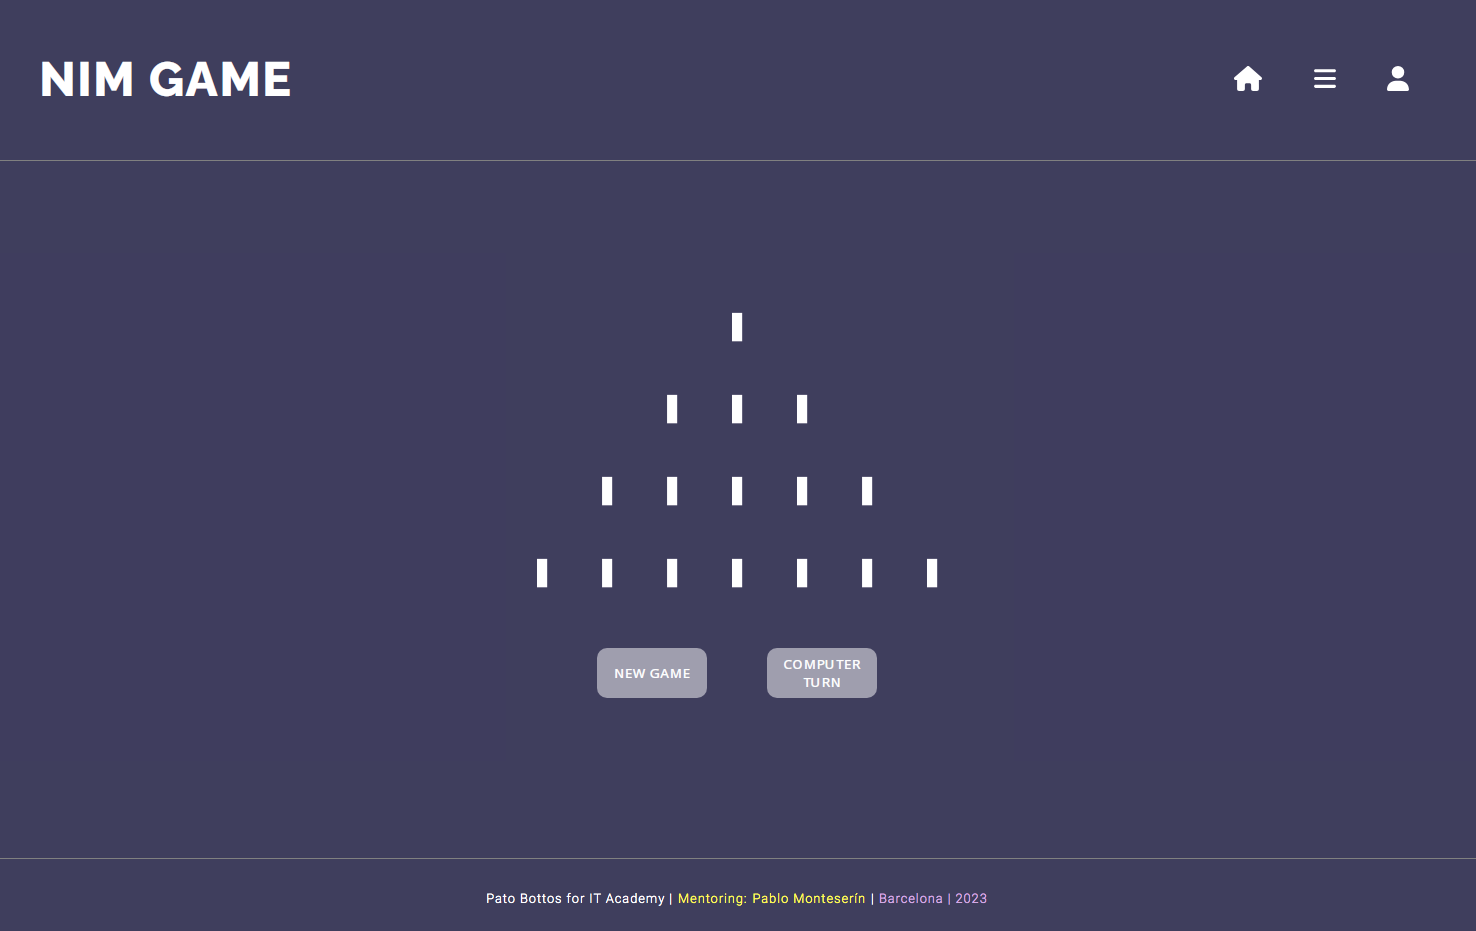 NIM GAME
NEW GAME
COMPUTER
TURN
Pato Bottos for IT Academy | Mentoring: Pablo Monteserín | Barcelona | 2023